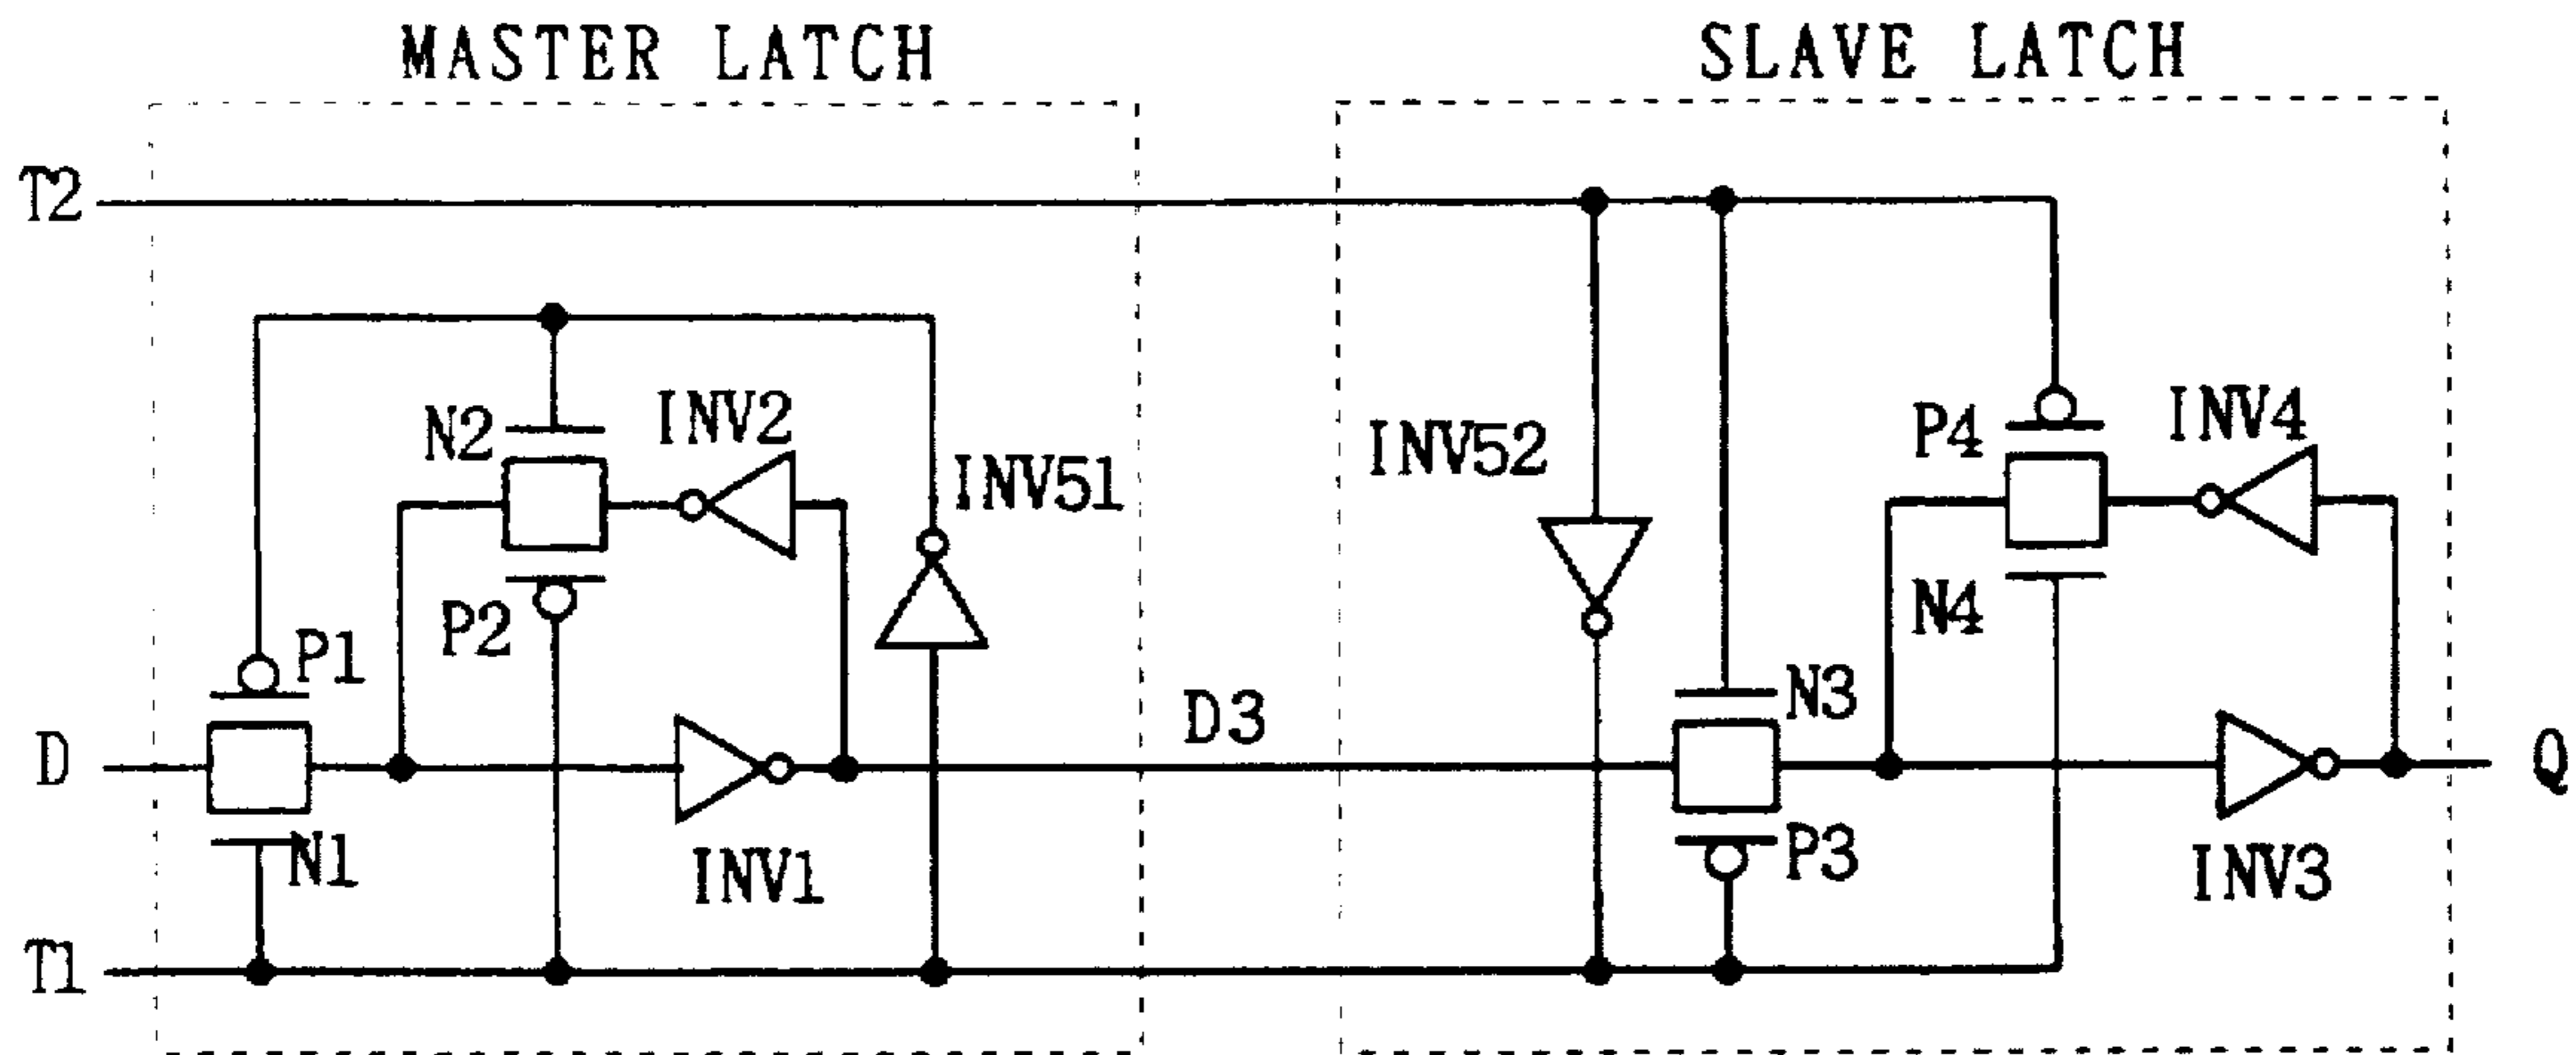 MASTER LATCH
SLAVE LATCH
T2
N2
INV2
INV51
INV52
P4
INV4
P1
P2
N4
D
D3
N3
Q
N1
INV1
P3
INV3
T1